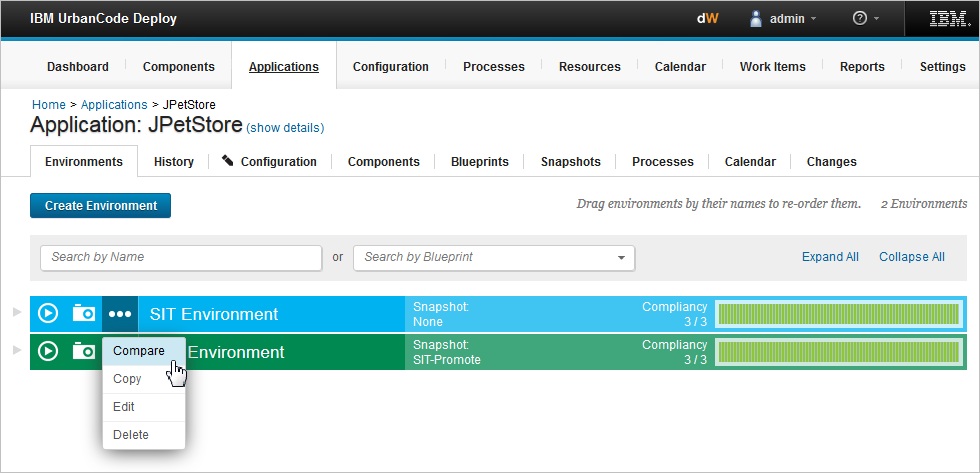 IBM UrbanCode Deploy dW admin ? IBM.
Dashboard Components Applications Configuration Processes Resources Calendar Work Items Reports Settings
Home > Applications > JPetStore
Application: JPetStore (show details)
Environments History Configuration Components Blueprints Snapshots Processes Calendar Changes
Create Environment Drag environments by their names to re-order them. 2 Environments
Search by Name or Search by Blueprint Expand All Collapse All
SIT Environment Snapshot: Compliancy
None 3 / 3
Environment Snapshot: Compliancy
SIT-Promote 3 / 3
Compare
Copy
Edit
Delete